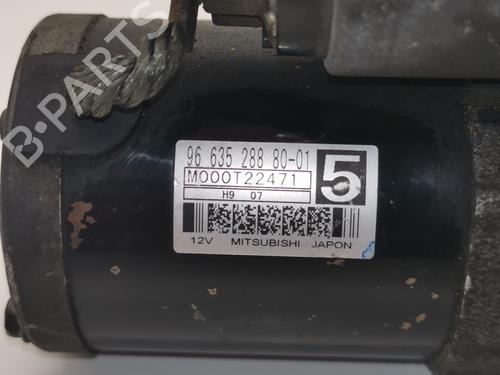 B-PARTS
96 635 288 80-01
M000T22471
5
H9 07
12V MITSUBISHI JAPON